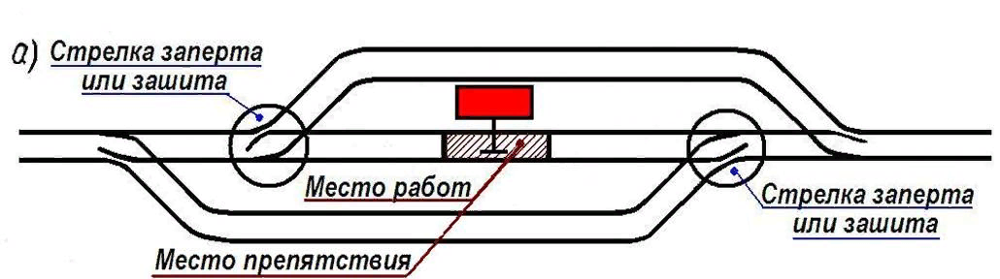 а) Стрелка заперта
или зашита
Место работ
Стрелка заперта
или зашита
Место препятствия